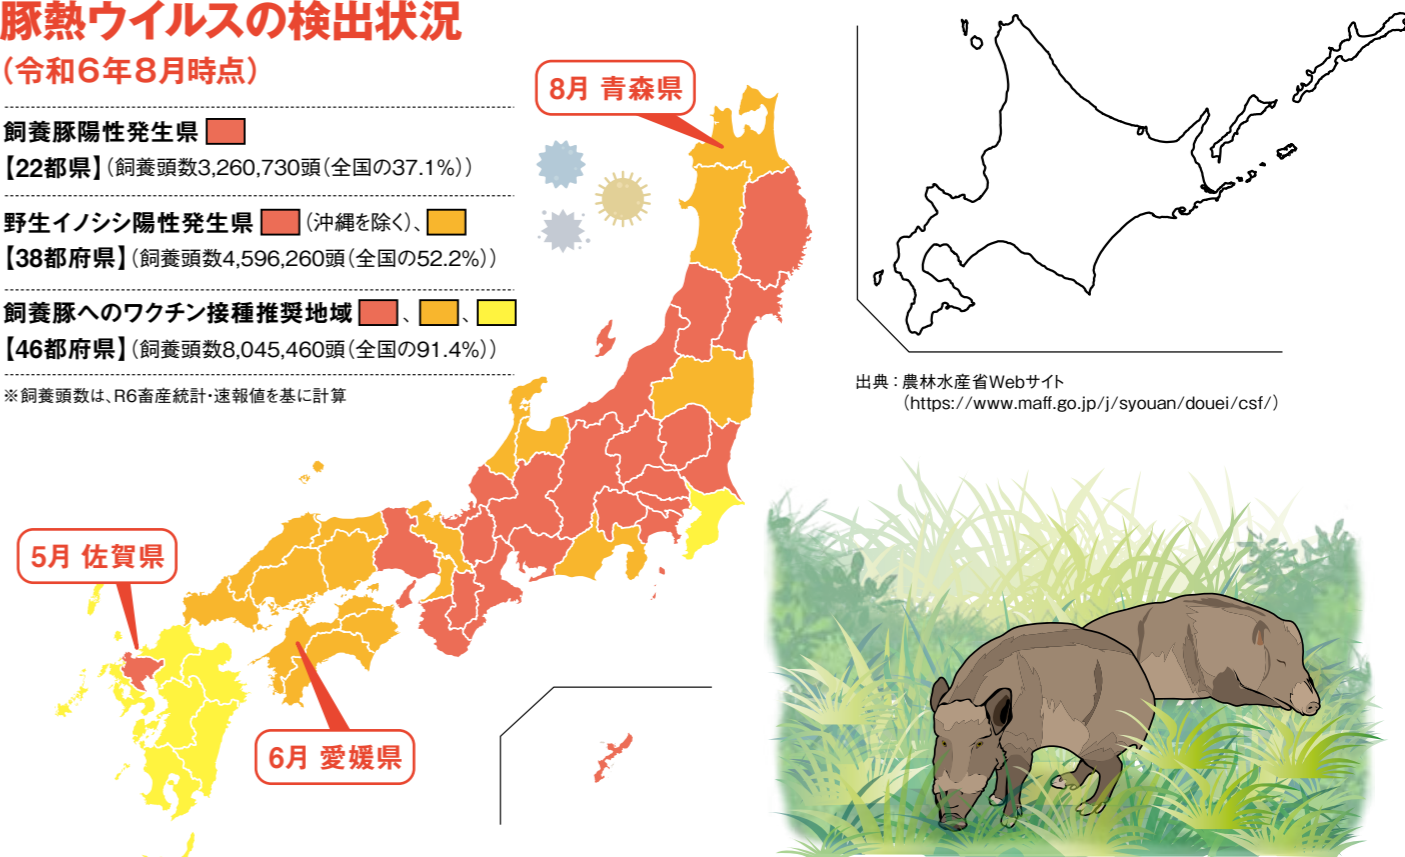 豚熱ウイルスの検出状況
（令和6年8月時点）
飼養豚陽性発生県
【22都県】（飼養頭数3,260,730頭（全国の37.1%））
野生イノシシ陽性発生県（沖縄を除く）、
【38都府県】（飼養頭数4,596,260頭（全国の52.2%））
飼養豚へのワクチン接種推奨地域 、 、
【46都府県】（飼養頭数8,045,460頭（全国の91.4%））
※飼養頭数は、R6畜産統計・速報値を基に計算
8月 青森県
5月 佐賀県
6月 愛媛県
出典：農林水産省Webサイト
（https://www.maff.go.jp/j/syouan/douei/csf/）